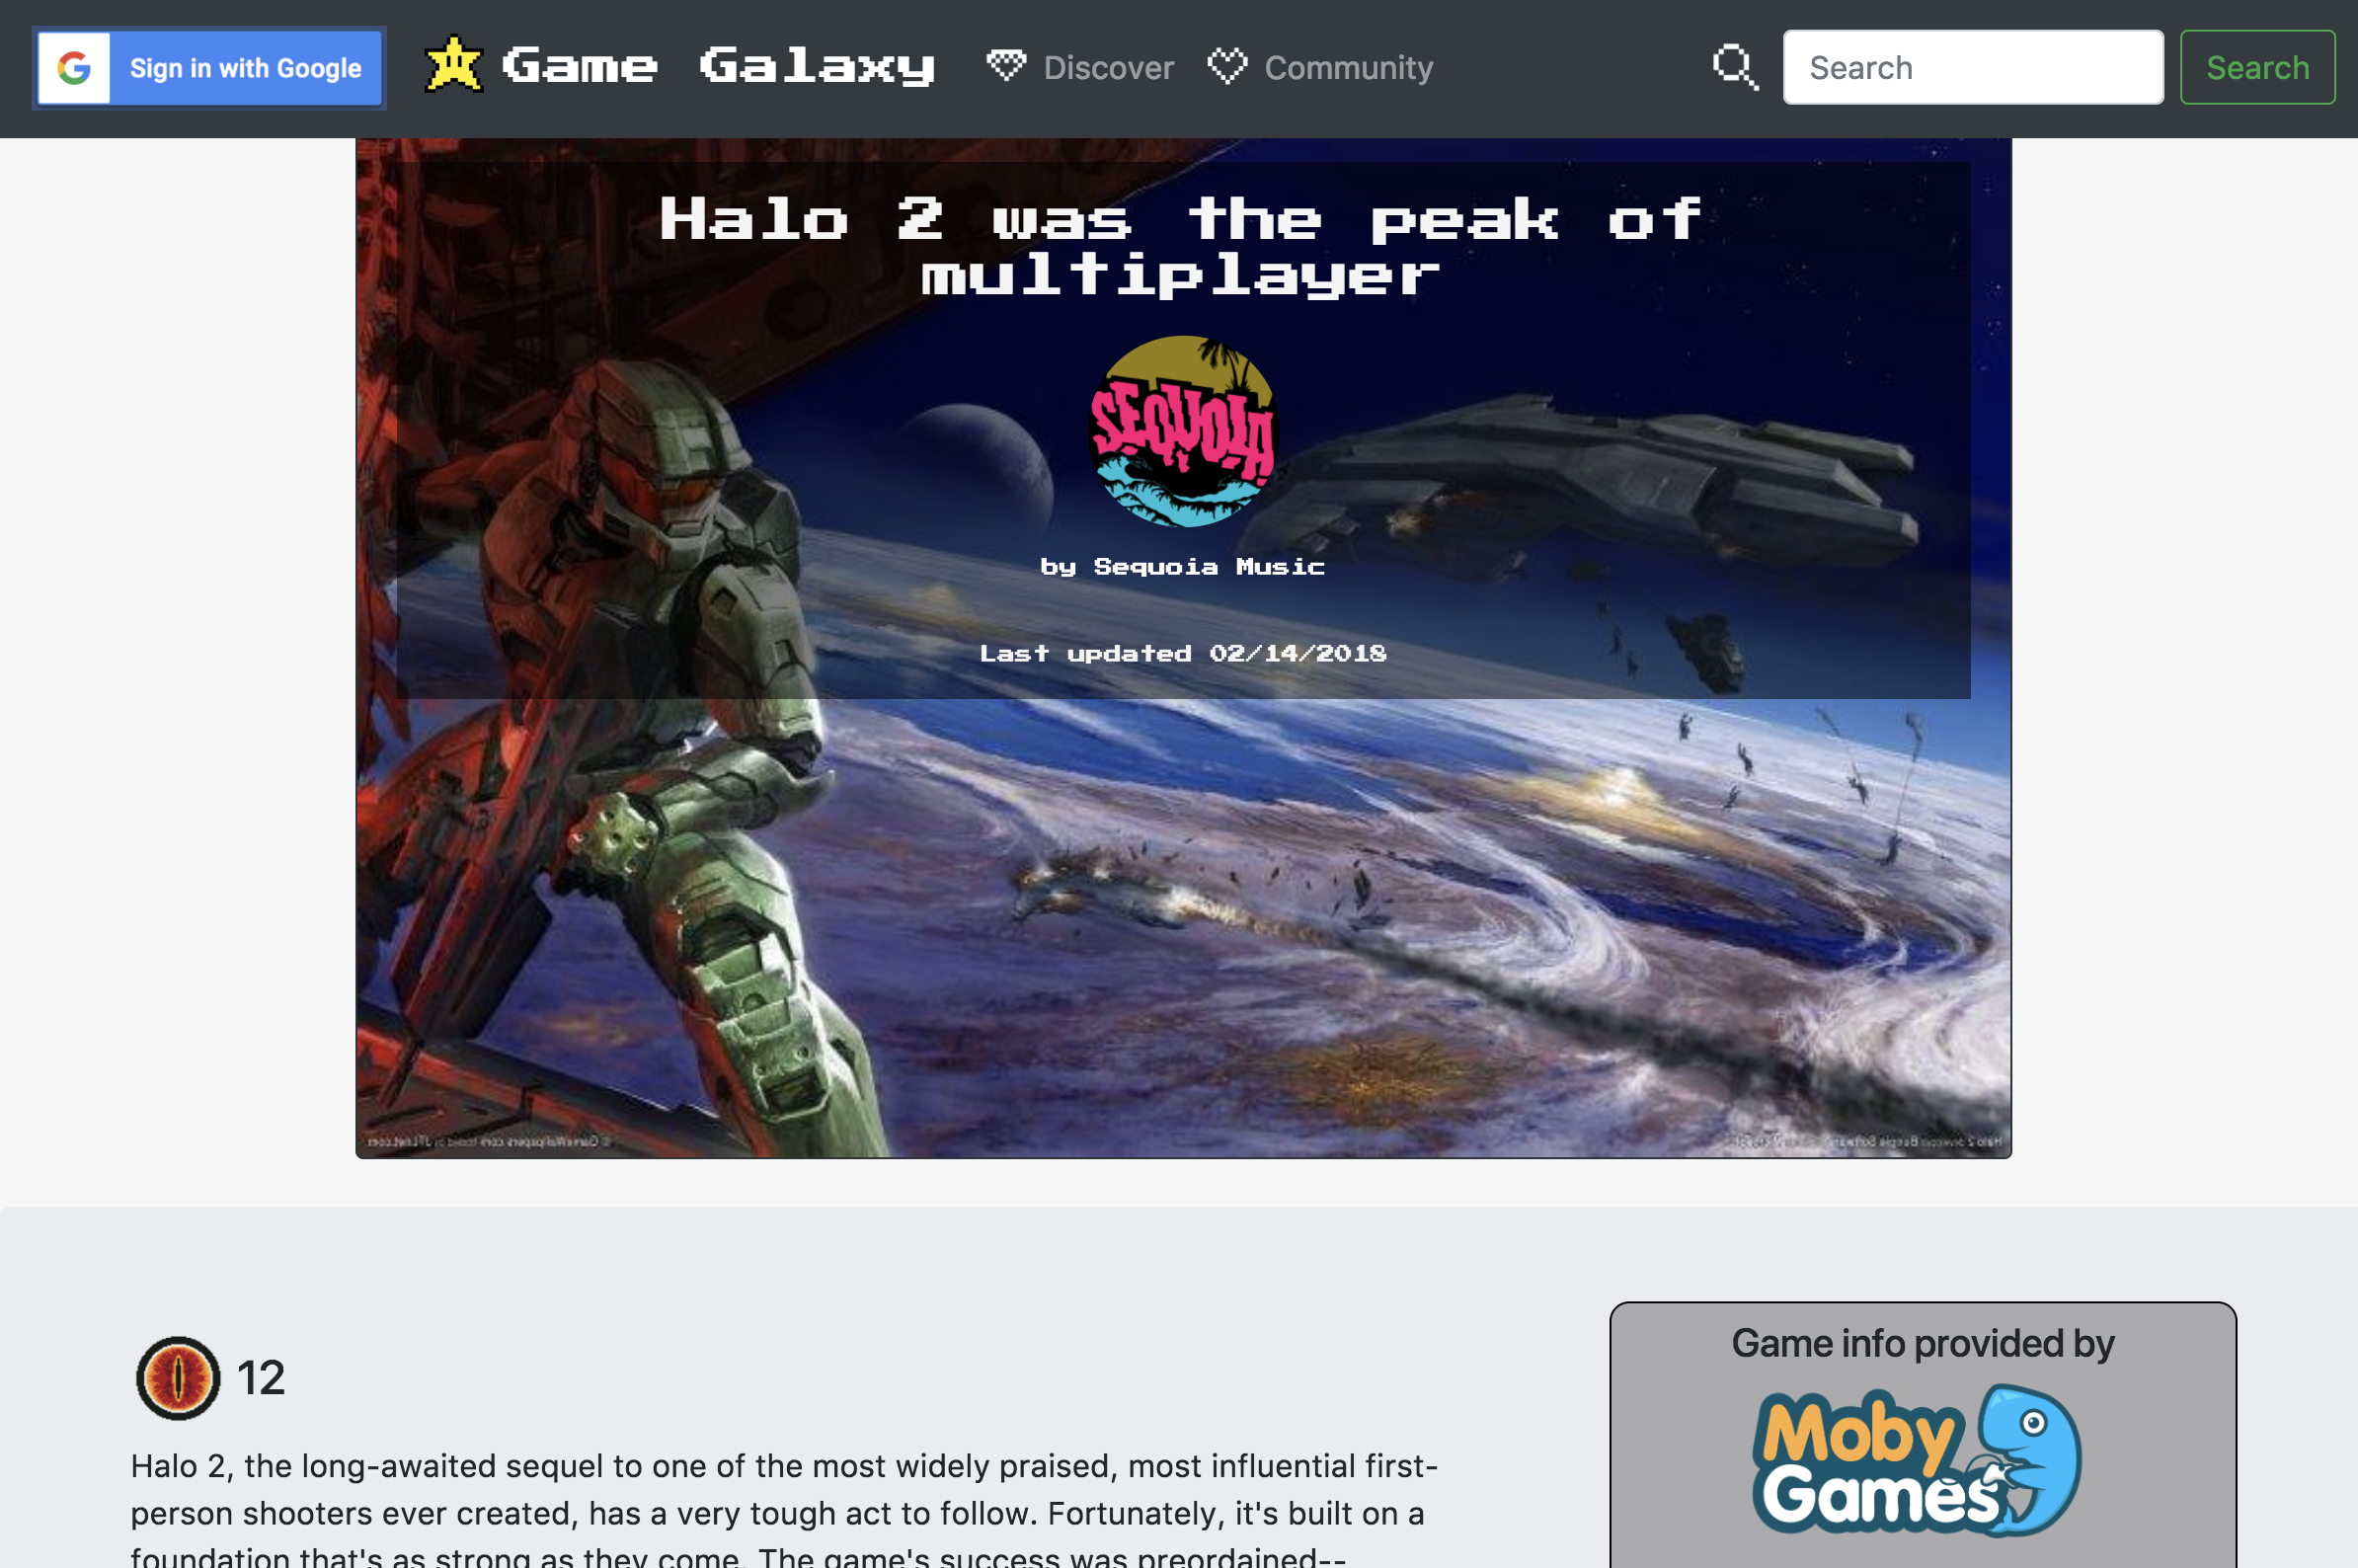 Sign in with Google
Game Galaxy
Discover
Community
Search
Search
Halo 2 was the peak of
multiplayer
SEQUOIA
by Sequoia Music
Last updated 02/14/2018
12
Halo 2, the long-awaited sequel to one of the most widely praised, most influential first-
person shooters ever created, has a very tough act to follow. Fortunately, it's built on a
foundation that's as strong as they come. The game's success was preordained--
Game info provided by
Moby
Games